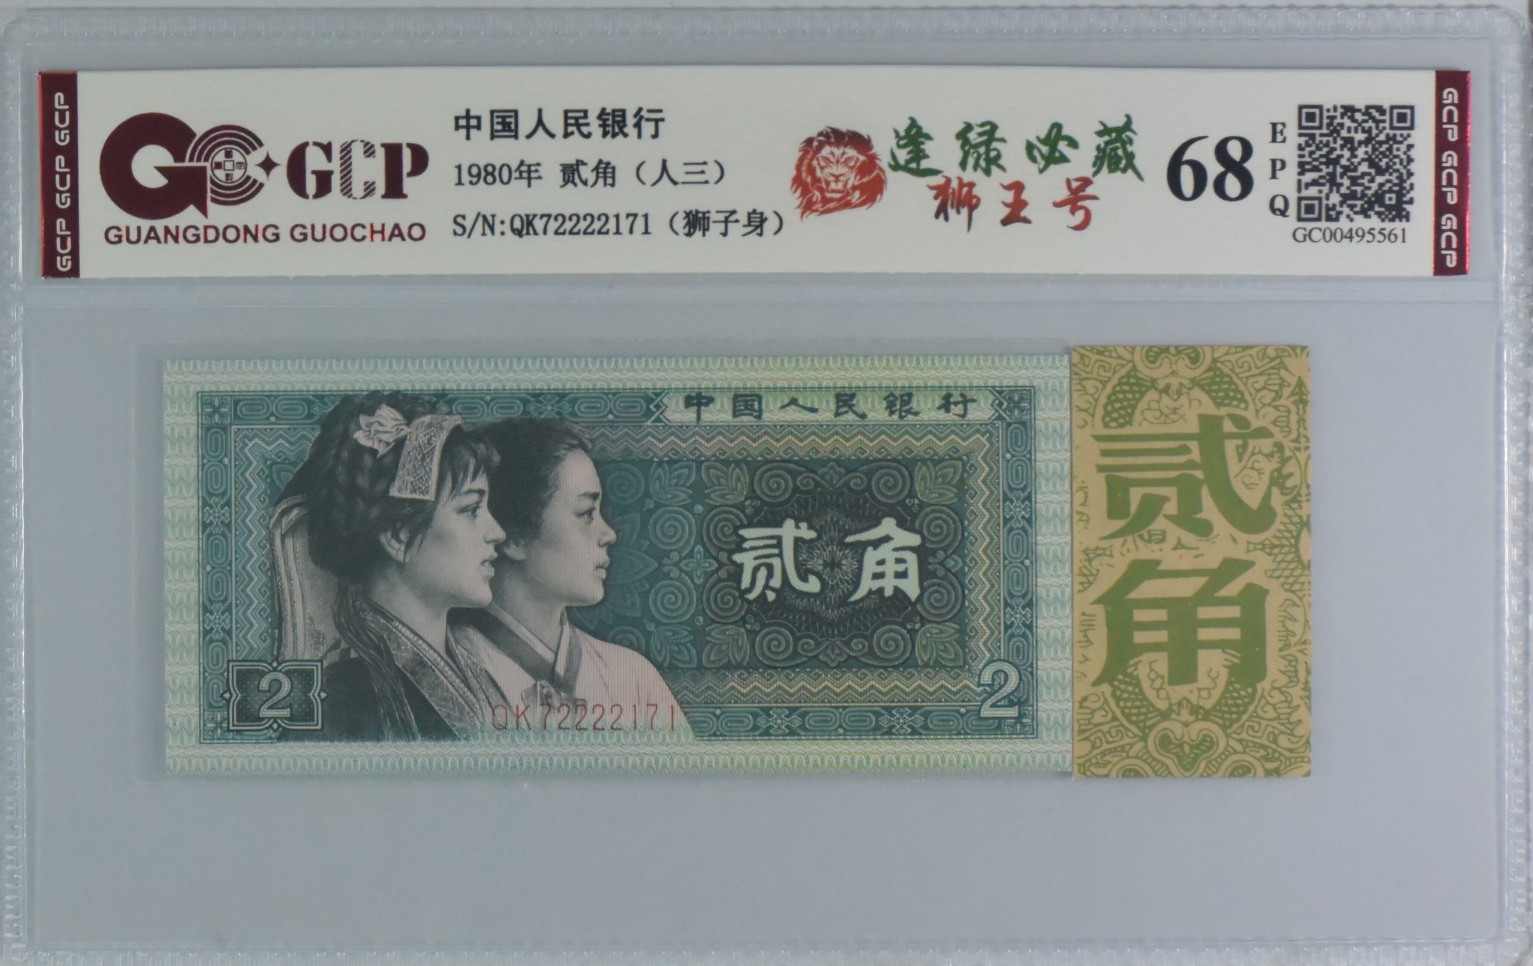 GCP GCP GCP
GCP
GUANGDONG GUOCHAO
中国人民银行
1980年 贰角（人三）
S/N:QK72222171（狮子身）
逢绿必藏
狮王号
68
EPQ
GC00495561
GCP GCP GCP
中国人民银行
贰角
2
2
QK72222171
贰角